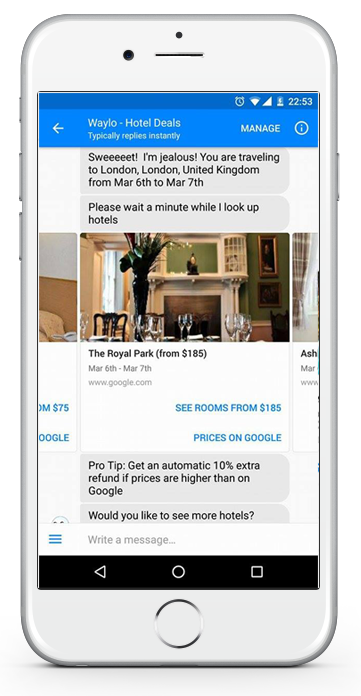 22:53
Waylo - Hotel Deals
Typically replies instantly
MANAGE
Sweeeeet! I'm jealous! You are traveling
to London, London, United Kingdom
from Mar 6th to Mar 7th
Please wait a minute while I look up
hotels
The Royal Park (from $185)
Mar 6th - Mar 7th
www.google.com
SEE ROOMS FROM $185
PRICES ON GOOGLE
OM $75
OOGLE
Ash
Mar
www
Pro Tip: Get an automatic 10% extra
refund if prices are higher than on
Google
Would you like to see more hotels?
Write a message...